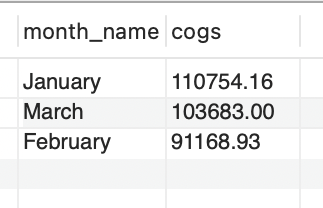 month_name cogs
January 110754.16
March 103683.00
February 91168.93